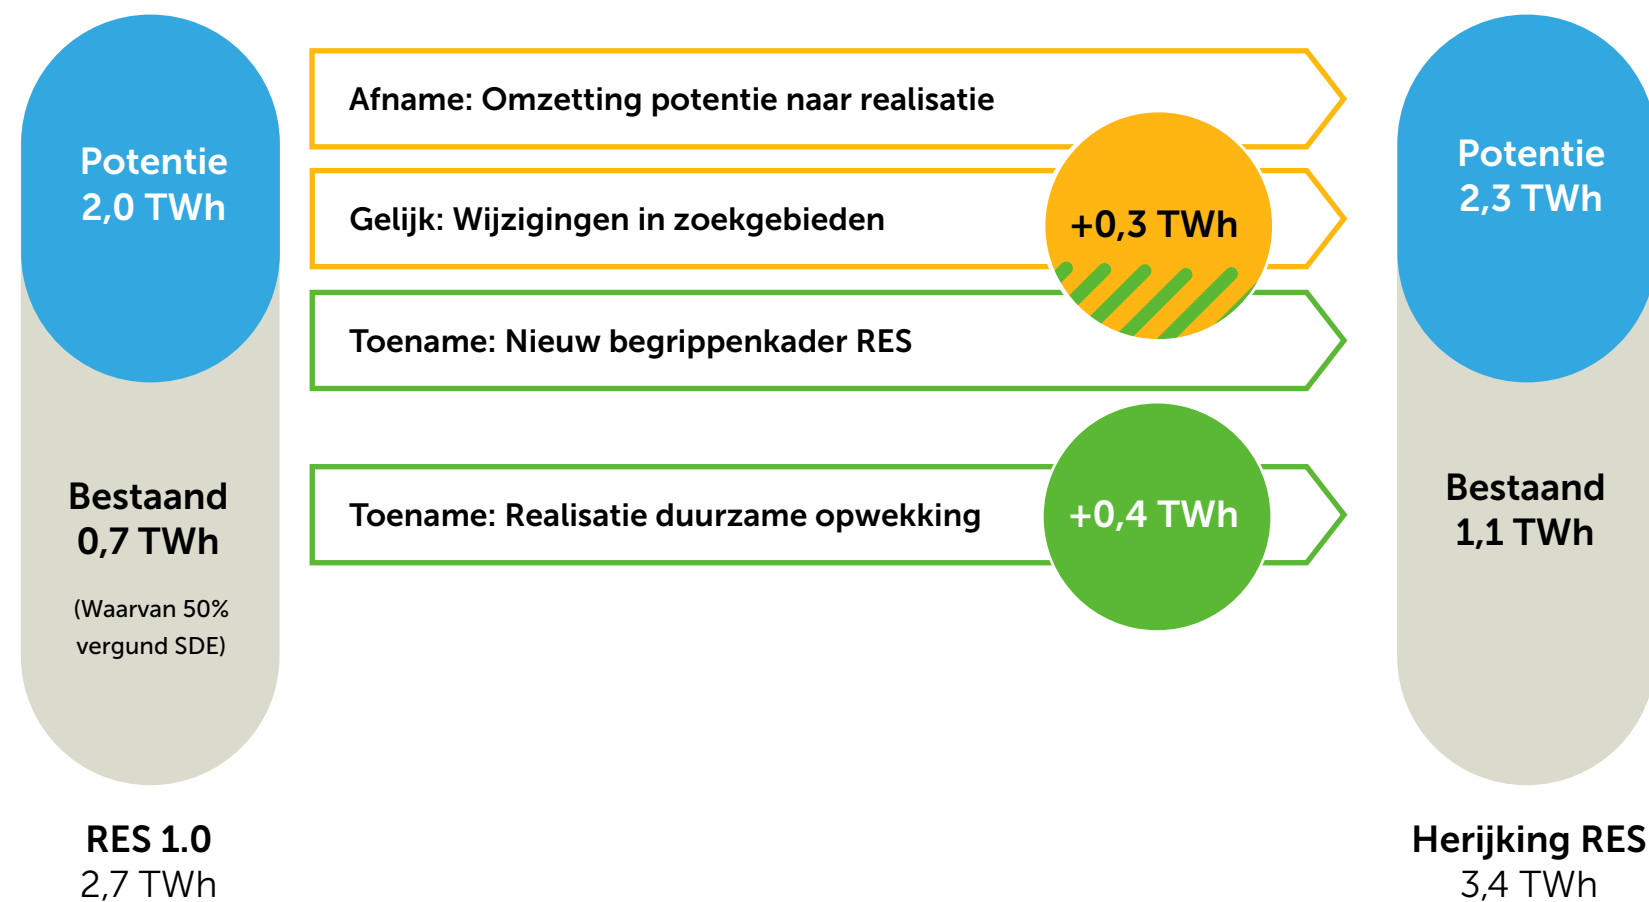 Potentie
2,0 TWh
Bestaand
0,7 TWh
(Waarvan 50%
vergund SDE)
RES 1.0
2,7 TWh
Afname: Omzetting potentie naar realisatie
Gelijk: Wijzigingen in zoekgebieden
+0,3 TWh
Toename: Nieuw begrippenkader RES
Toename: Realisatie duurzame opwekking
+0,4 TWh
Potentie
2,3 TWh
Bestaand
1,1 TWh
Herijking RES
3,4 TWh